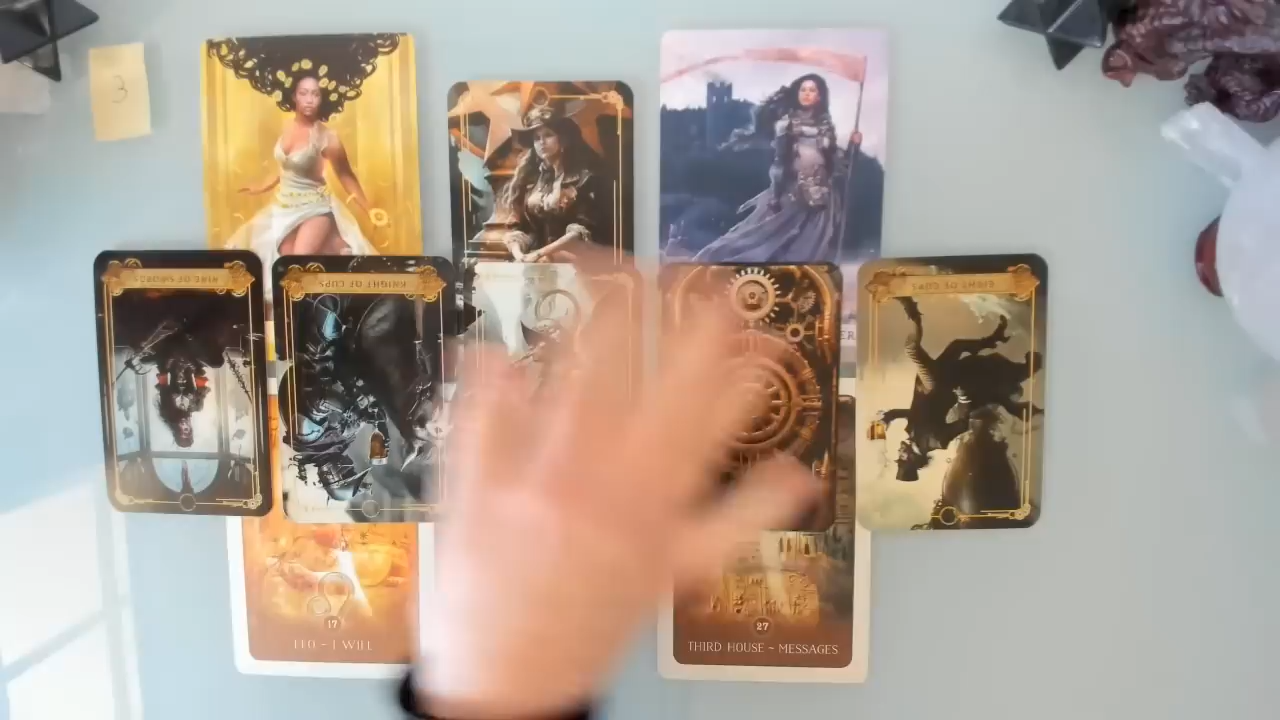 3
NINE OF SWORDS
KNIGHT OF CUPS
EIGHT OF CUPS
17
LEO ~ I WILL
27
THIRD HOUSE ~ MESSAGES